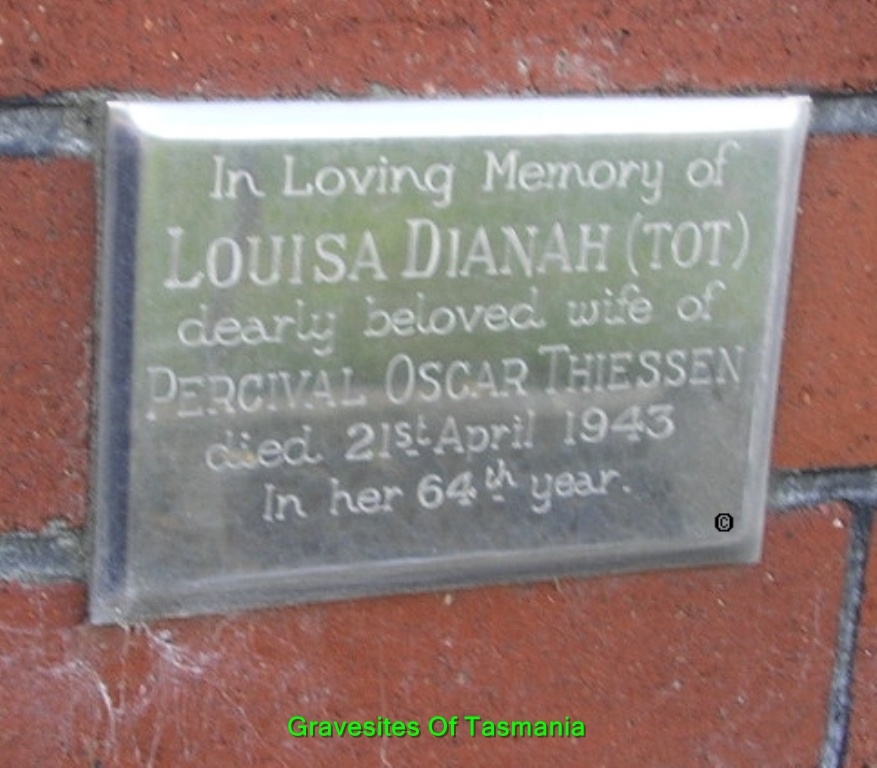 In Loving Memory of
LOUISA DIANAH (TOT)
dearly beloved wife of
PERCIVAL OSCAR THIESSEN
died 21st April 1943
In her 64th year.
©
Gravesites Of Tasmania